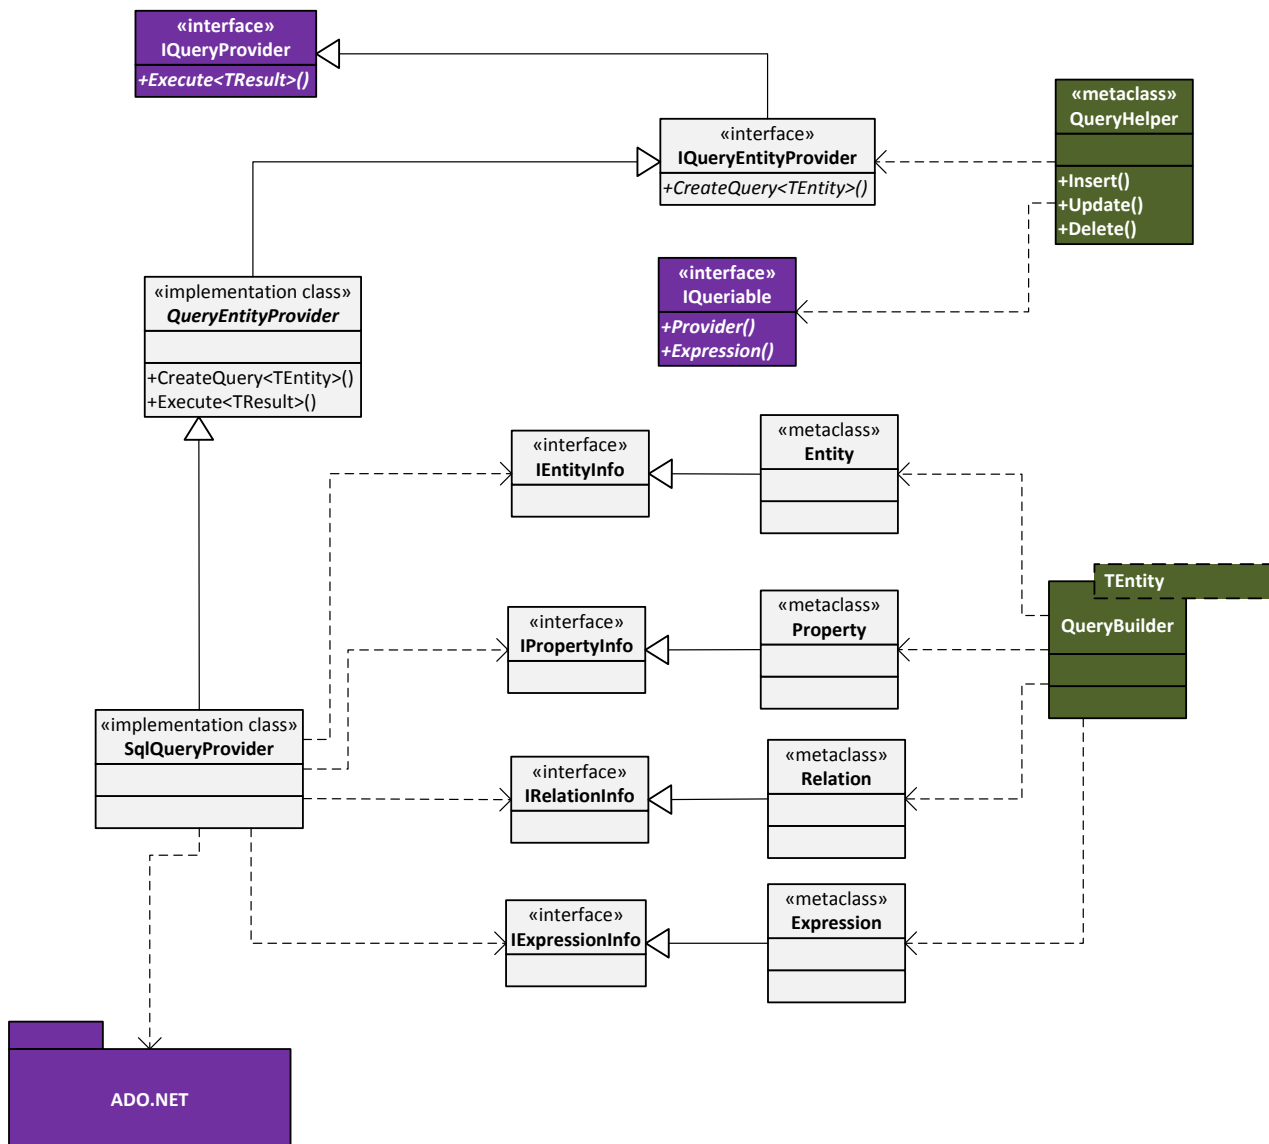 «interface»
IQueryProvider
+Execute<TResult>()
«interface»
IQueryEntityProvider
+CreateQuery<TEntity>()
«metaclass»
QueryHelper
+Insert()
+Update()
+Delete()
«interface»
IQueriable
+Provider()
+Expression()
«implementation class»
QueryEntityProvider
+CreateQuery<TEntity>()
+Execute<TResult>()
«interface»
IEntityInfo
«metaclass»
Entity
TEntity
QueryBuilder
«interface»
IPropertyInfo
«metaclass»
Property
«implementation class»
SqlQueryProvider
«interface»
IRelationInfo
«metaclass»
Relation
«interface»
IExpressionInfo
«metaclass»
Expression
ADO.NET